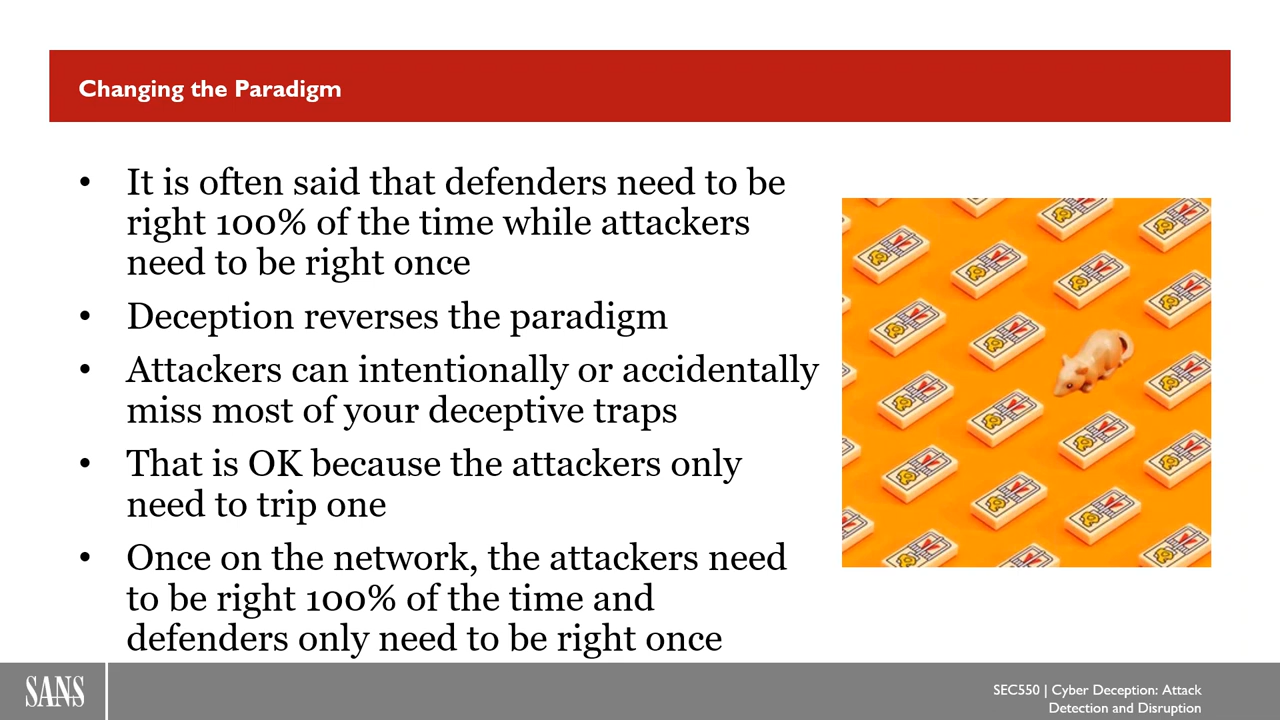 Changing the Paradigm
• It is often said that defenders need to be
right 100% of the time while attackers
need to be right once
• Deception reverses the paradigm
• Attackers can intentionally or accidentally
miss most of your deceptive traps
• That is OK because the attackers only
need to trip one
• Once on the network, the attackers need
to be right 100% of the time and
defenders only need to be right once
SANS
SEC550 | Cyber Deception: Attack
Detection and Disruption